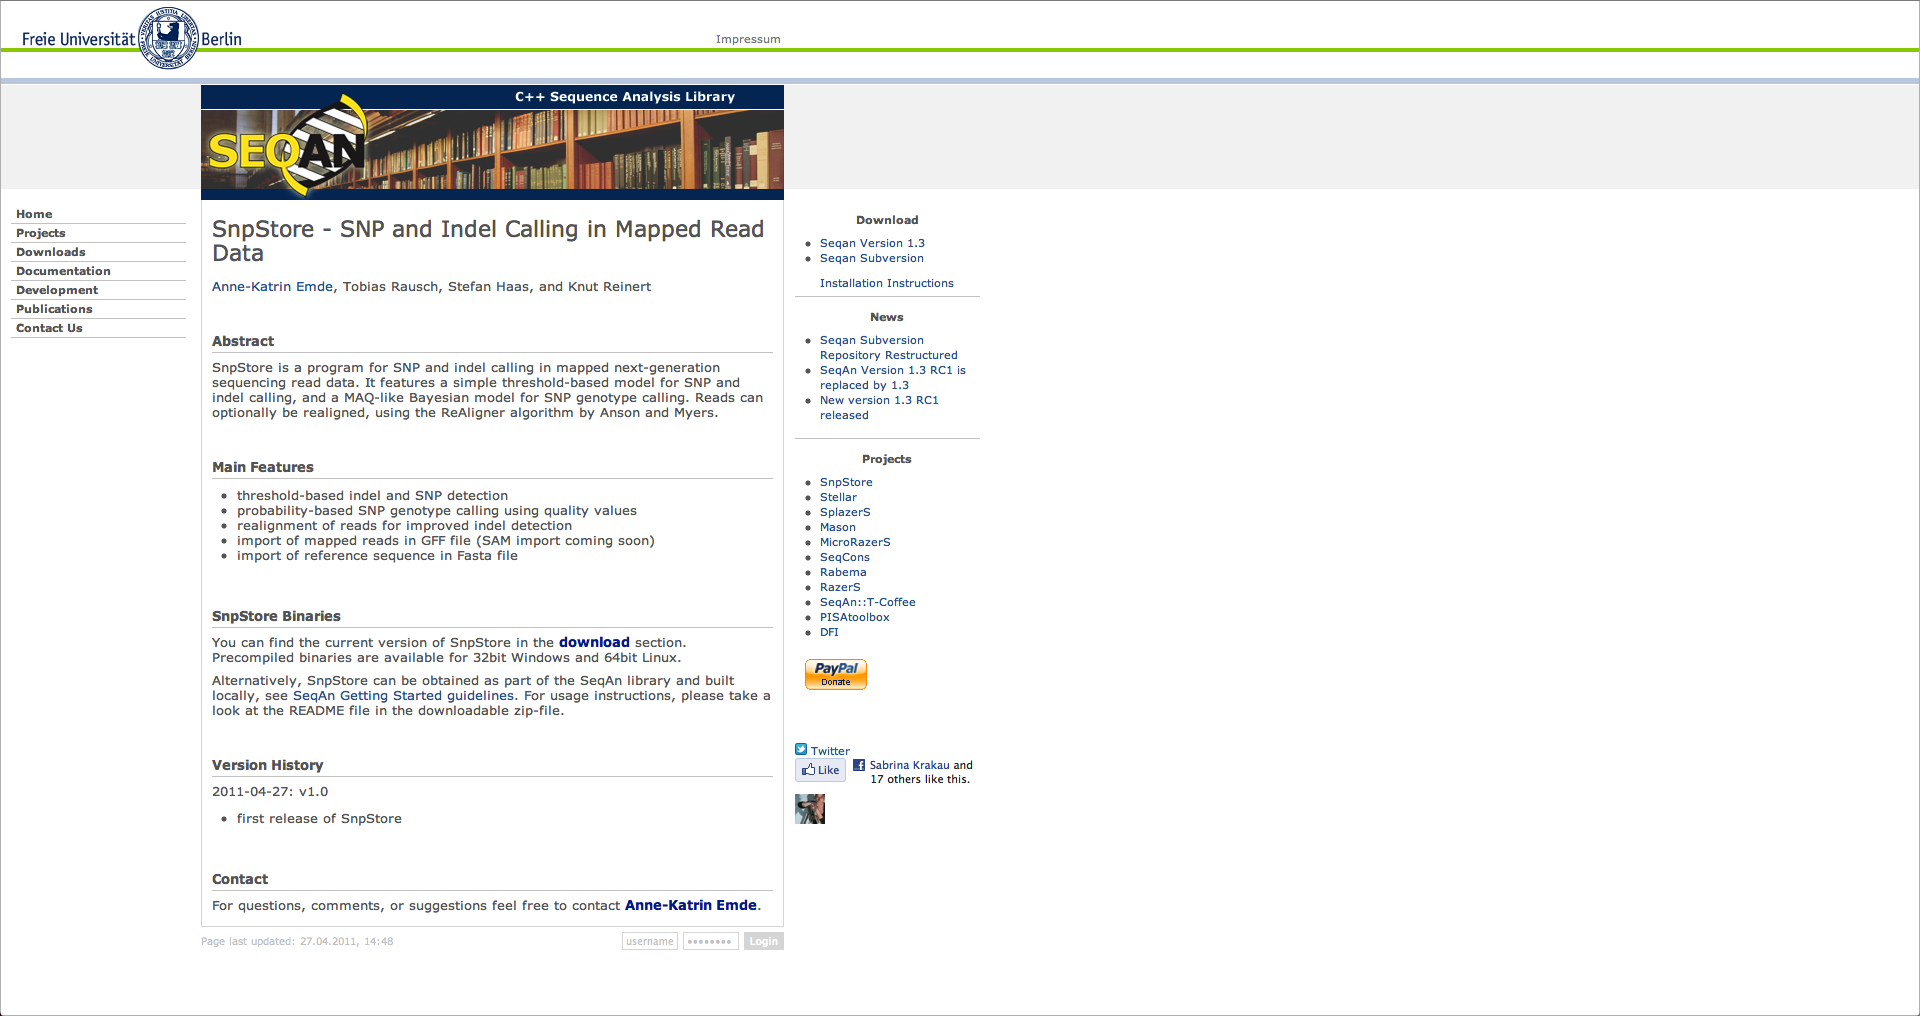 Freie Universität Berlin
Impressum
C++ Sequence Analysis Library
SEQAN
Home
Projects
Downloads
Documentation
Development
Publications
Contact Us
SnpStore - SNP and Indel Calling in Mapped Read
Data
Anne-Katrin Emde, Tobias Rausch, Stefan Haas, and Knut Reinert
Abstract
SnpStore is a program for SNP and indel calling in mapped next-generation
sequencing read data. It features a simple threshold-based model for SNP and
indel calling, and a MAQ-like Bayesian model for SNP genotype calling. Reads can
optionally be realigned, using the ReAligner algorithm by Anson and Myers.
Main Features
• threshold-based indel and SNP detection
• probability-based SNP genotype calling using quality values
• realignment of reads for improved indel detection
• import of mapped reads in GFF file (SAM import coming soon)
• import of reference sequence in Fasta file
SnpStore Binaries
You can find the current version of SnpStore in the download section.
Precompiled binaries are available for 32bit Windows and 64bit Linux.
Alternatively, SnpStore can be obtained as part of the SeqAn library and built
locally, see SeqAn Getting Started guidelines. For usage instructions, please take a
look at the README file in the downloadable zip-file.
Version History
2011-04-27: v1.0
• first release of SnpStore
Contact
For questions, comments, or suggestions feel free to contact Anne-Katrin Emde.
Page last updated: 27.04.2011, 14:48
username
••••••••
Login
Download
• Seqan Version 1.3
• Seqan Subversion
Installation Instructions
News
• Seqan Subversion
Repository Restructured
• SeqAn Version 1.3 RC1 is
replaced by 1.3
• New version 1.3 RC1
released
Projects
• SnpStore
• Stellar
• SplazerS
• Mason
• MicroRazerS
• SeqCons
• Rabema
• RazerS
• SeqAn::T-Coffee
• PISAtoolbox
• DFI
PayPal
Donate
Twitter
Like
Sabrina Krakau and
17 others like this.